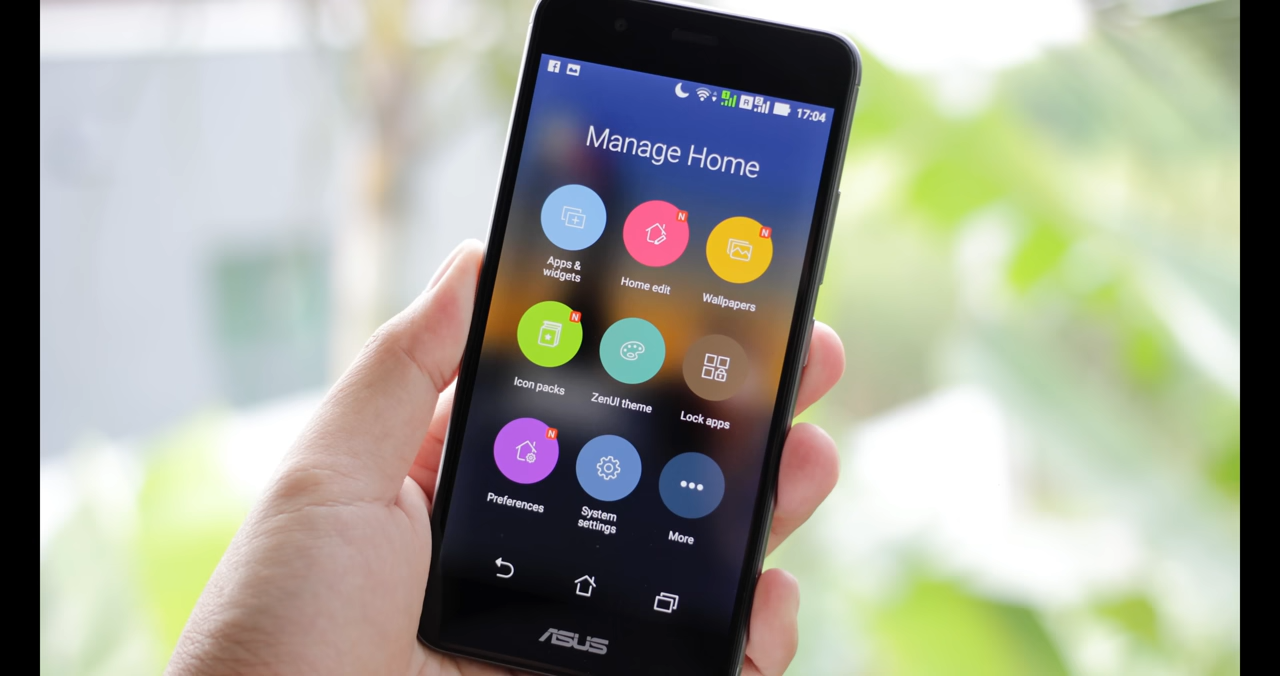 17:04
Manage Home
N
N
Apps &
widgets
Home edit
Wallpapers
N
Icon packs
ZenUI theme
Lock apps
N
Preferences
System
settings
More
ASUS